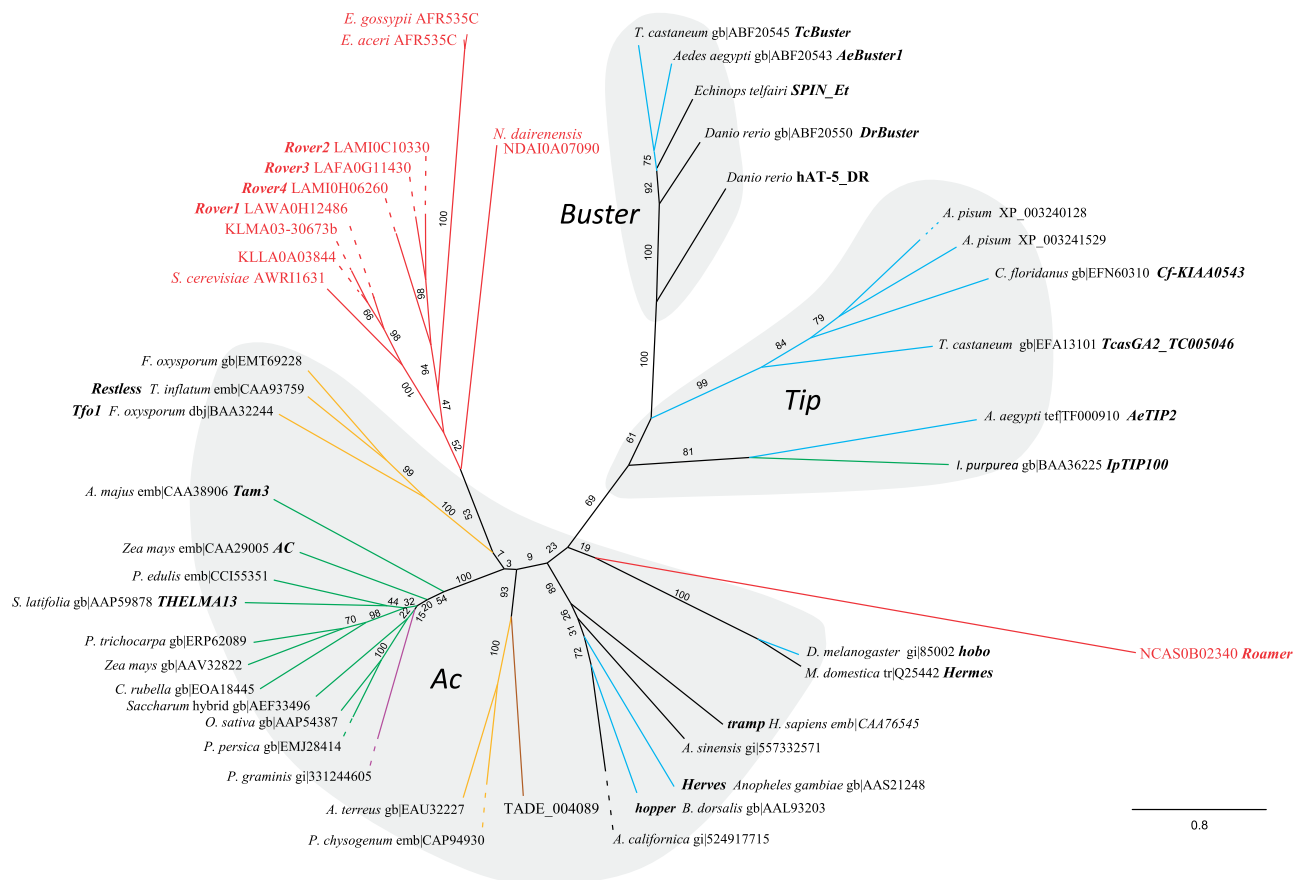 E. gossypii AFR535C
E. aceri AFR535C
N. dairenensis
NDAI0A07090
Rover2 LAMI0C10330
Rover3 LAFA0G11430
Rover4 LAMI0H06260
Rover1 LAWA0H12486
KLMA03-30673b
KLLA0A03844
S. cerevisiae AWRI1631
100
98
99
98
94
100
47
52
53
T. castaneum gb|ABF20545 TcBuster
Aedes aegypti gb|ABF20543 AeBuster1
Echinops telfairi SPIN_Et
Danio rerio gb|ABF20550 DrBuster
Danio rerio hAT-5_DR
75
92
100
100
Buster
A. pisum XP_003240128
A. pisum XP_003241529
C. floridanus gb|EFN60310 Cf-KIAA0543
T. castaneum gb|EFA13101 TcasGA2_TC005046
A. aegypti tef|TF000910 AeTIP2
I. purpurea gb|BAA36225 IpTIP100
79
84
99
81
61
69
Tip
F. oxysporum gb|EMT69228
Restless T. inflatum emb|CAA93759
Tfo1 F. oxysporum dbj|BAA32244
99
100
1
3
9
23
19
A. majus emb|CAA38906 Tam3
Zea mays emb|CAA29005 AC
P. edulis emb|CCI55351
S. latifolia gb|AAP59878 THELMA13
P. trichocarpa gb|ERP62089
Zea mays gb|AAV32822
C. rubella gb|EOA18445
Saccharum hybrid gb|AEF33496
O. sativa gb|AAP54387
P. persica gb|EMJ28414
P. graminis gi|331244605
100
54
20
15
32
44
22
98
70
100
Ac
93
100
A. terreus gb|EAU32227
P. chysogenum emb|CAP94930
TADE_004089
89
26
31
72
100
NCAS0B02340 Roamer
D. melanogaster gi|85002 hobo
M. domestica tr|Q25442 Hermes
tramp H. sapiens emb|CAA76545
A. sinensis gi|557332571
Herves Anopheles gambiae gb|AAS21248
hopper B. dorsalis gb|AAL93203
A. californica gi|524917715
0.8